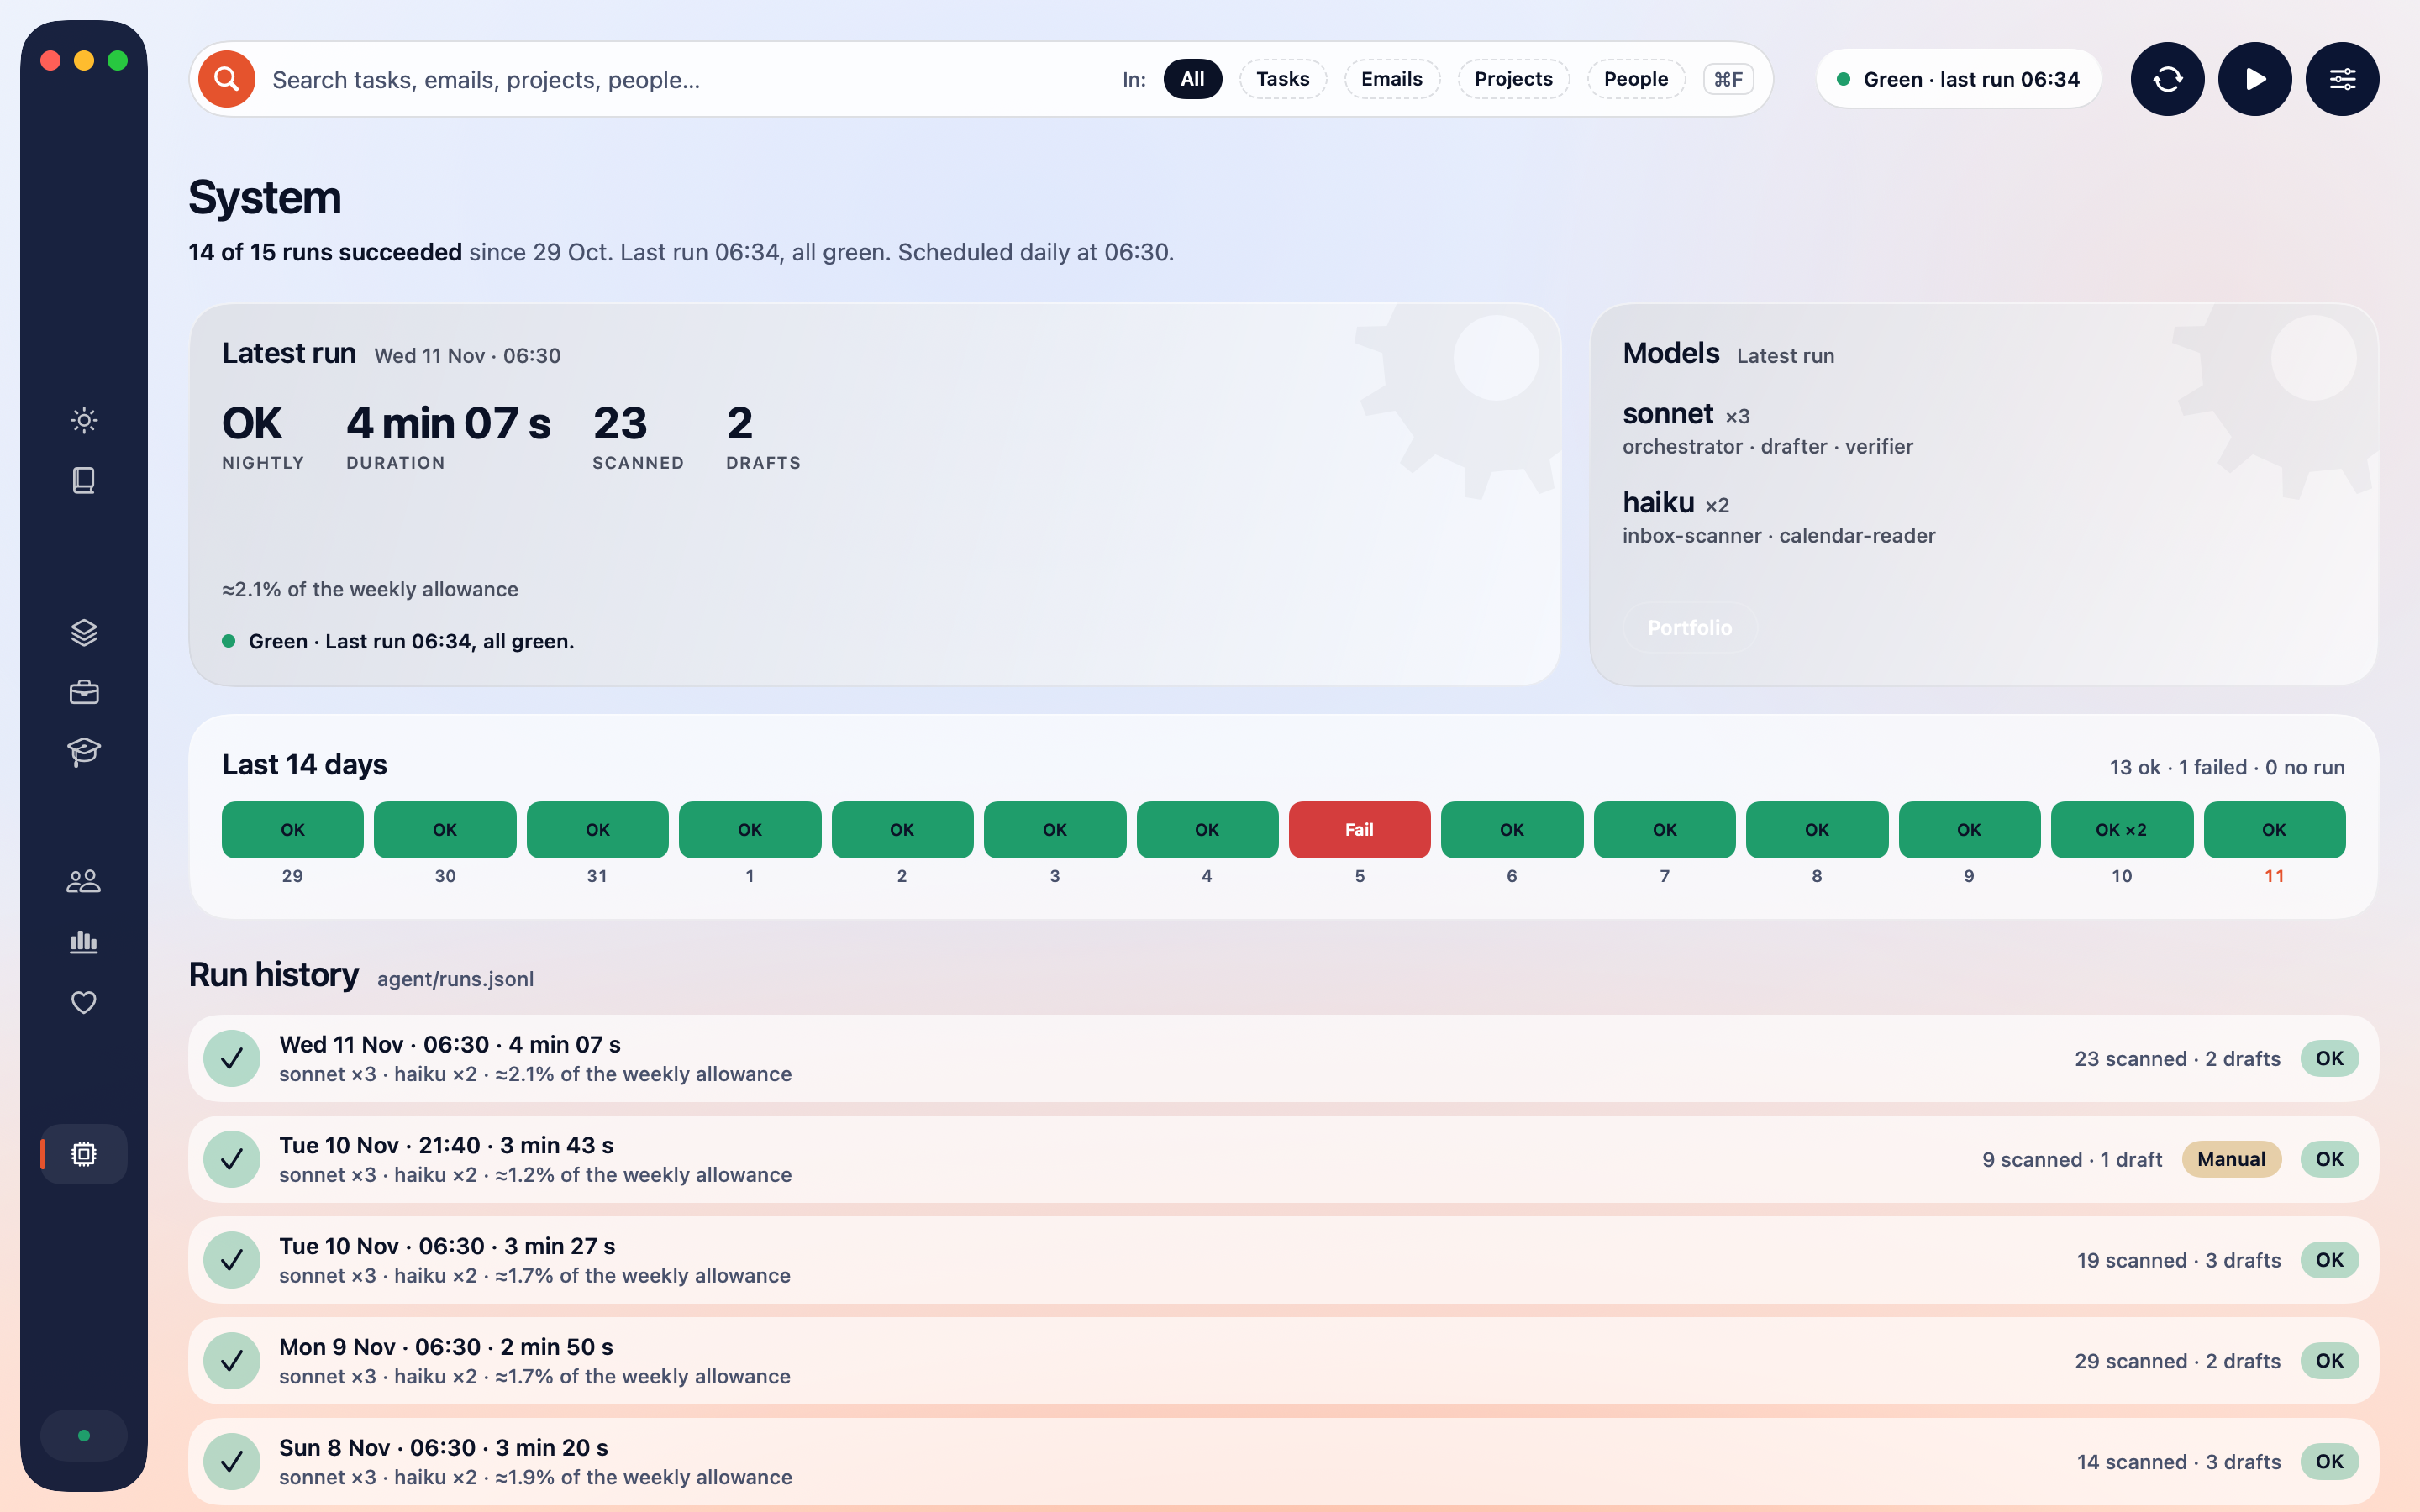 Search tasks, emails, projects, people...
In: All Tasks Emails Projects People ⌘F
Green · last run 06:34
System
14 of 15 runs succeeded since 29 Oct. Last run 06:34, all green. Scheduled daily at 06:30.
Latest run Wed 11 Nov · 06:30
OK 4 min 07 s 23 2
NIGHTLY DURATION SCANNED DRAFTS
≈2.1% of the weekly allowance
Green · Last run 06:34, all green.
Models Latest run
sonnet ×3
orchestrator · drafter · verifier
haiku ×2
inbox-scanner · calendar-reader
Portfolio
Last 14 days 13 ok · 1 failed · 0 no run
OK OK OK OK OK OK OK Fail OK OK OK OK OK ×2 OK
29 30 31 1 2 3 4 5 6 7 8 9 10 11
Run history agent/runs.jsonl
Wed 11 Nov · 06:30 · 4 min 07 s
sonnet ×3 · haiku ×2 · ≈2.1% of the weekly allowance
23 scanned · 2 drafts OK
Tue 10 Nov · 21:40 · 3 min 43 s
sonnet ×3 · haiku ×2 · ≈1.2% of the weekly allowance
9 scanned · 1 draft Manual OK
Tue 10 Nov · 06:30 · 3 min 27 s
sonnet ×3 · haiku ×2 · ≈1.7% of the weekly allowance
19 scanned · 3 drafts OK
Mon 9 Nov · 06:30 · 2 min 50 s
sonnet ×3 · haiku ×2 · ≈1.7% of the weekly allowance
29 scanned · 2 drafts OK
Sun 8 Nov · 06:30 · 3 min 20 s
sonnet ×3 · haiku ×2 · ≈1.9% of the weekly allowance
14 scanned · 3 drafts OK